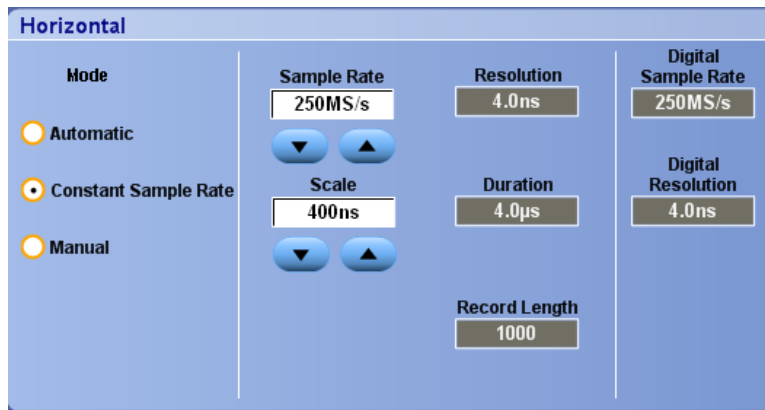 Horizontal
Mode
Automatic
Constant Sample Rate
Manual
Sample Rate
250MS/s
Scale
400ns
Resolution
4.0ns
Duration
4.0µs
Record Length
1000
Digital
Sample Rate
250MS/s
Digital
Resolution
4.0ns